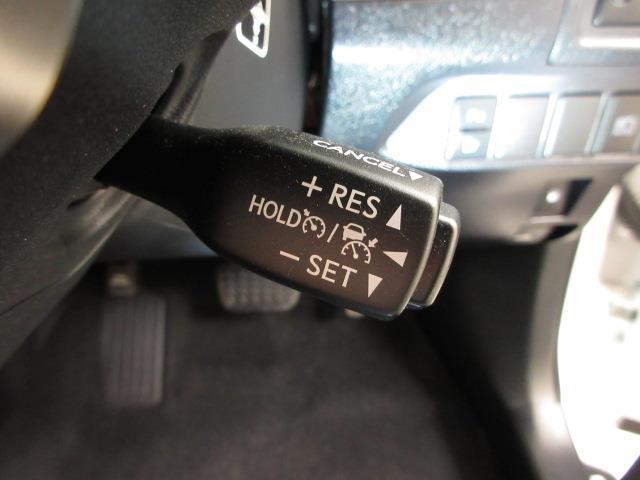 CANCEL▼
+ RES ▲
HOLD /
− SET ▼